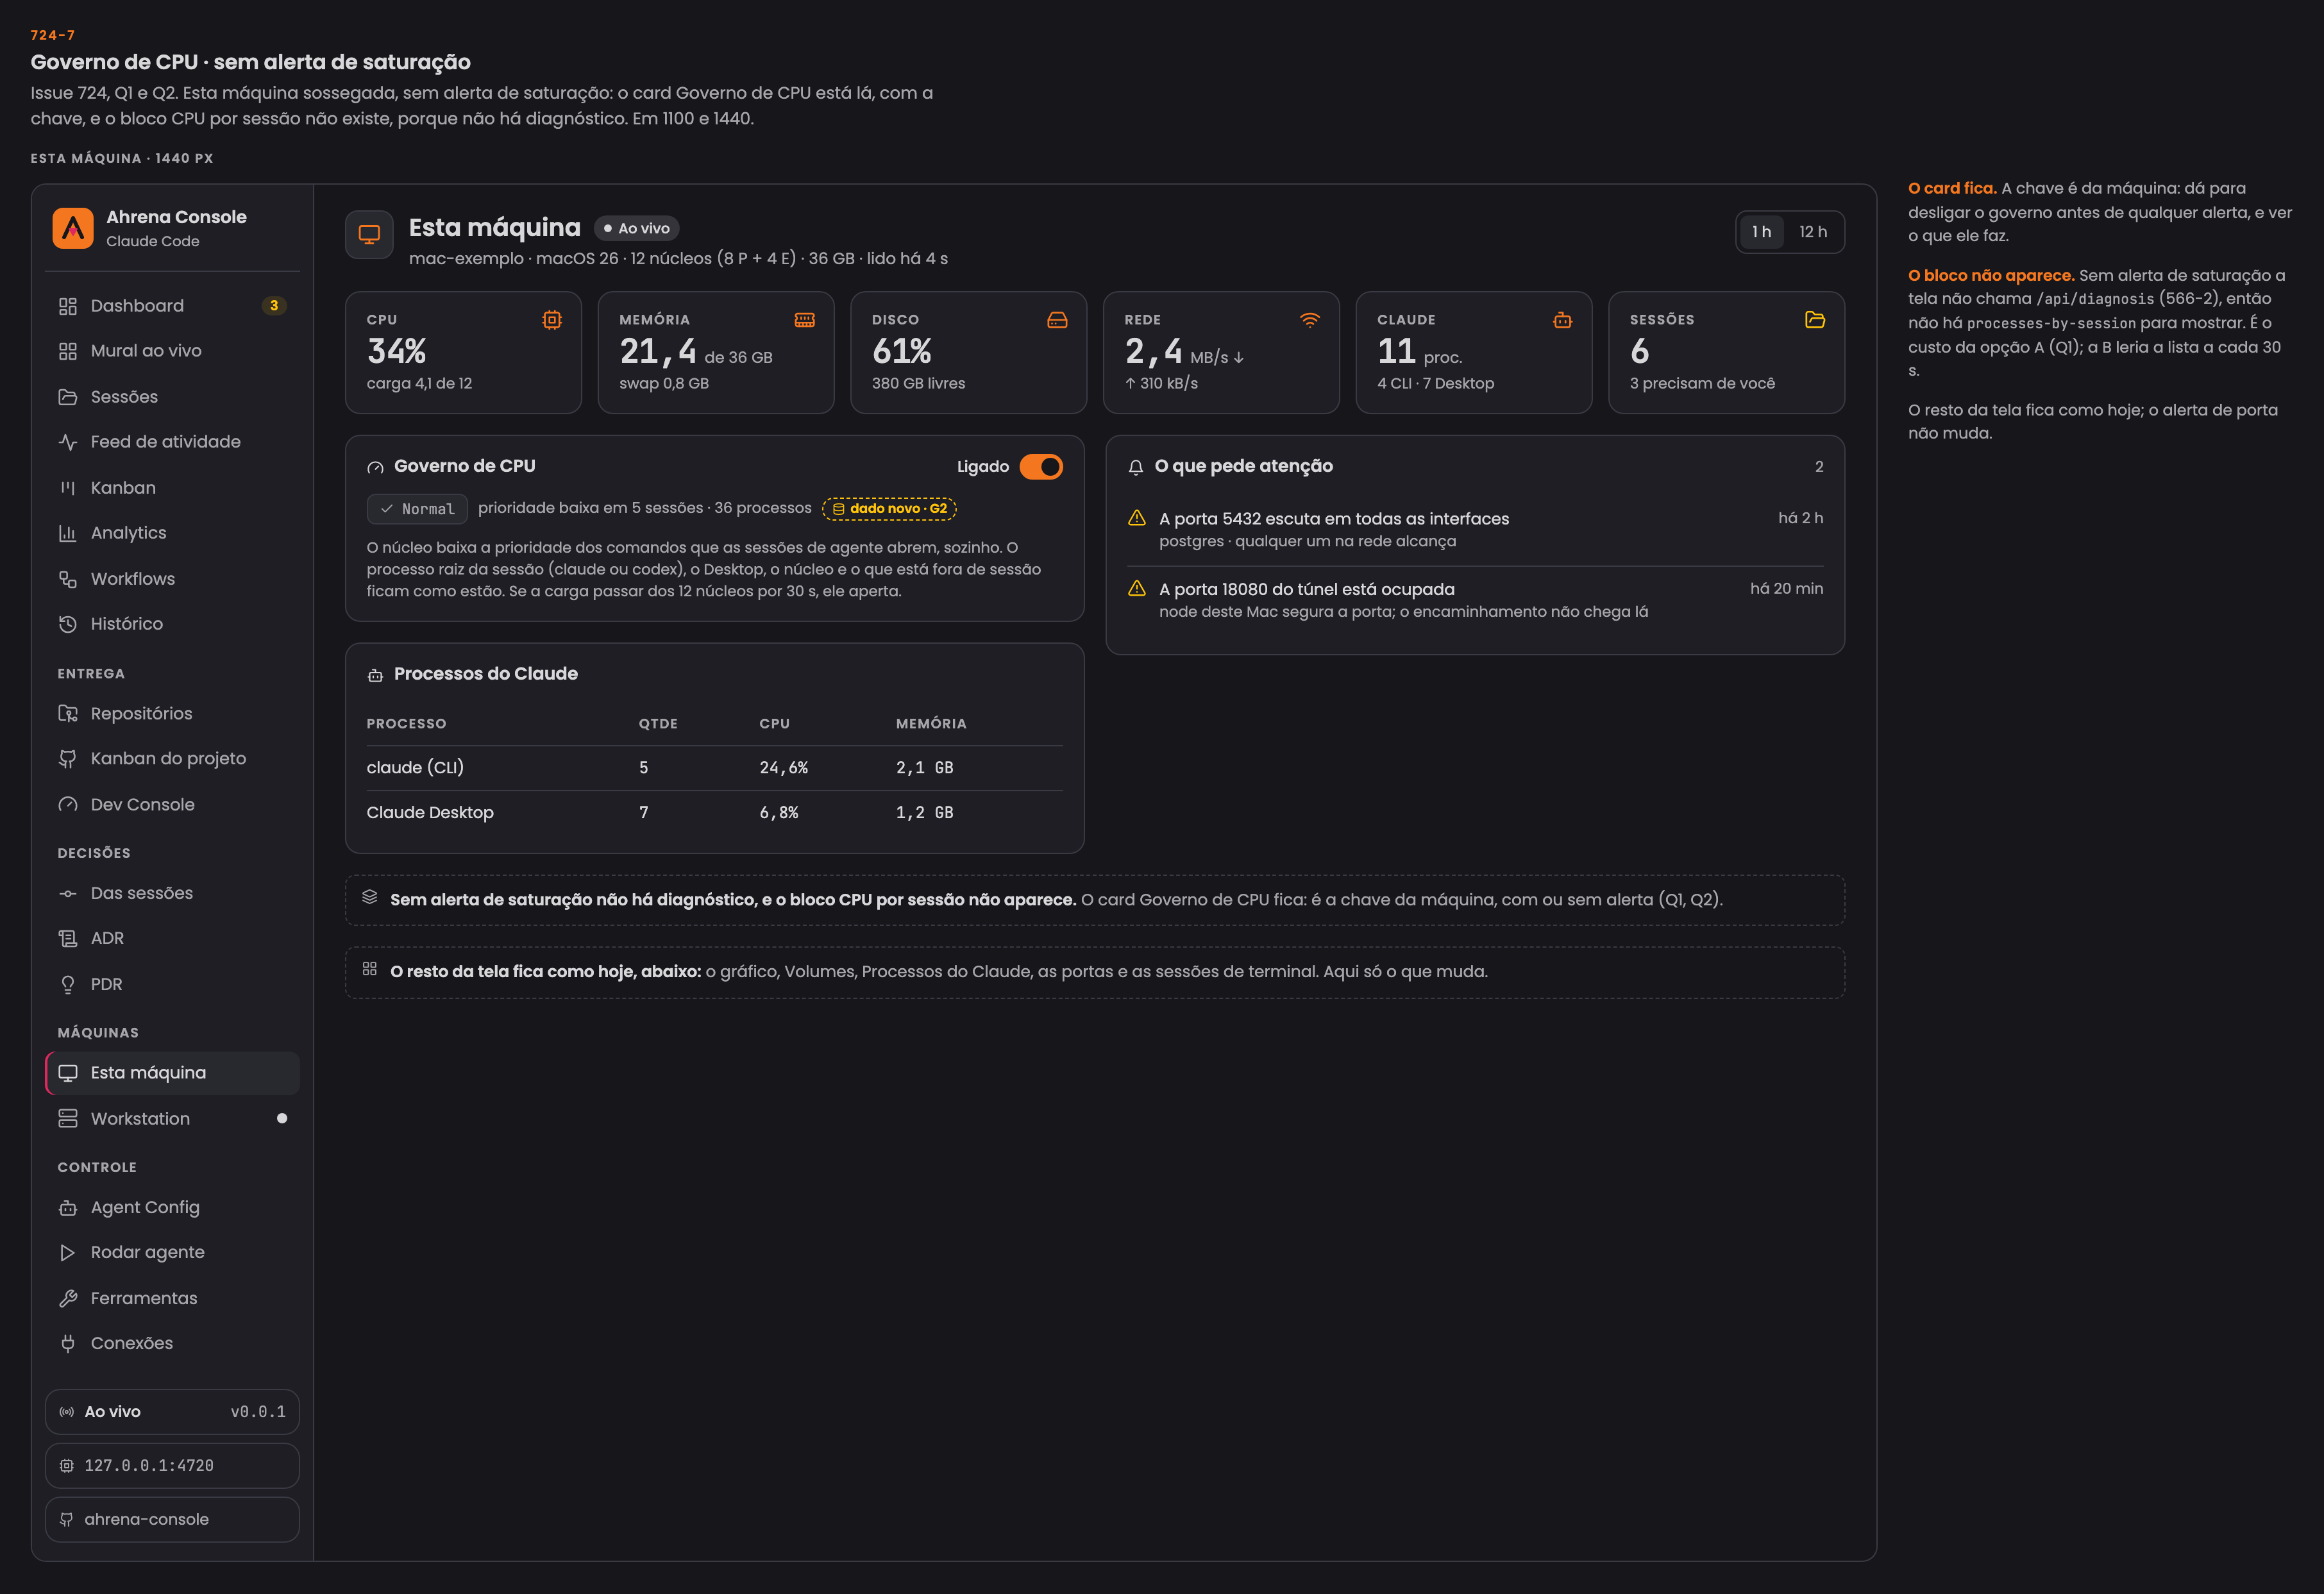 724-7
Governo de CPU · sem alerta de saturação
Issue 724, Q1 e Q2. Esta máquina sossegada, sem alerta de saturação: o card Governo de CPU está lá, com a
chave, e o bloco CPU por sessão não existe, porque não há diagnóstico. Em 1100 e 1440.
ESTA MÁQUINA · 1440 PX
Ahrena Console
Claude Code
Dashboard 3
Mural ao vivo
Sessões
Feed de atividade
Kanban
Analytics
Workflows
Histórico
ENTREGA
Repositórios
Kanban do projeto
Dev Console
DECISÕES
Das sessões
ADR
PDR
MÁQUINAS
Esta máquina
Workstation
CONTROLE
Agent Config
Rodar agente
Ferramentas
Conexões
Ao vivo v0.0.1
127.0.0.1:4720
ahrena-console
Esta máquina Ao vivo
mac-exemplo · macOS 26 · 12 núcleos (8 P + 4 E) · 36 GB · lido há 4 s
1 h 12 h
CPU
34%
carga 4,1 de 12
MEMÓRIA
21,4 de 36 GB
swap 0,8 GB
DISCO
61%
380 GB livres
REDE
2,4 MB/s ↓
↑ 310 kB/s
CLAUDE
11 proc.
4 CLI · 7 Desktop
SESSÕES
6
3 precisam de você
Governo de CPU Ligado
Normal prioridade baixa em 5 sessões · 36 processos dado novo · G2
O núcleo baixa a prioridade dos comandos que as sessões de agente abrem, sozinho. O
processo raiz da sessão (claude ou codex), o Desktop, o núcleo e o que está fora de sessão
ficam como estão. Se a carga passar dos 12 núcleos por 30 s, ele aperta.
O que pede atenção 2
A porta 5432 escuta em todas as interfaces há 2 h
postgres · qualquer um na rede alcança
A porta 18080 do túnel está ocupada há 20 min
node deste Mac segura a porta; o encaminhamento não chega lá
Processos do Claude
PROCESSO QTDE CPU MEMÓRIA
claude (CLI) 5 24,6% 2,1 GB
Claude Desktop 7 6,8% 1,2 GB
Sem alerta de saturação não há diagnóstico, e o bloco CPU por sessão não aparece. O card Governo de CPU fica: é a chave da máquina, com ou sem alerta (Q1, Q2).
O resto da tela fica como hoje, abaixo: o gráfico, Volumes, Processos do Claude, as portas e as sessões de terminal. Aqui só o que muda.
O card fica. A chave é da máquina: dá para
desligar o governo antes de qualquer alerta, e ver
o que ele faz.
O bloco não aparece. Sem alerta de saturação a
tela não chama /api/diagnosis (566-2), então
não há processes-by-session para mostrar. É o
custo da opção A (Q1); a B leria a lista a cada 30
s.
O resto da tela fica como hoje; o alerta de porta
não muda.